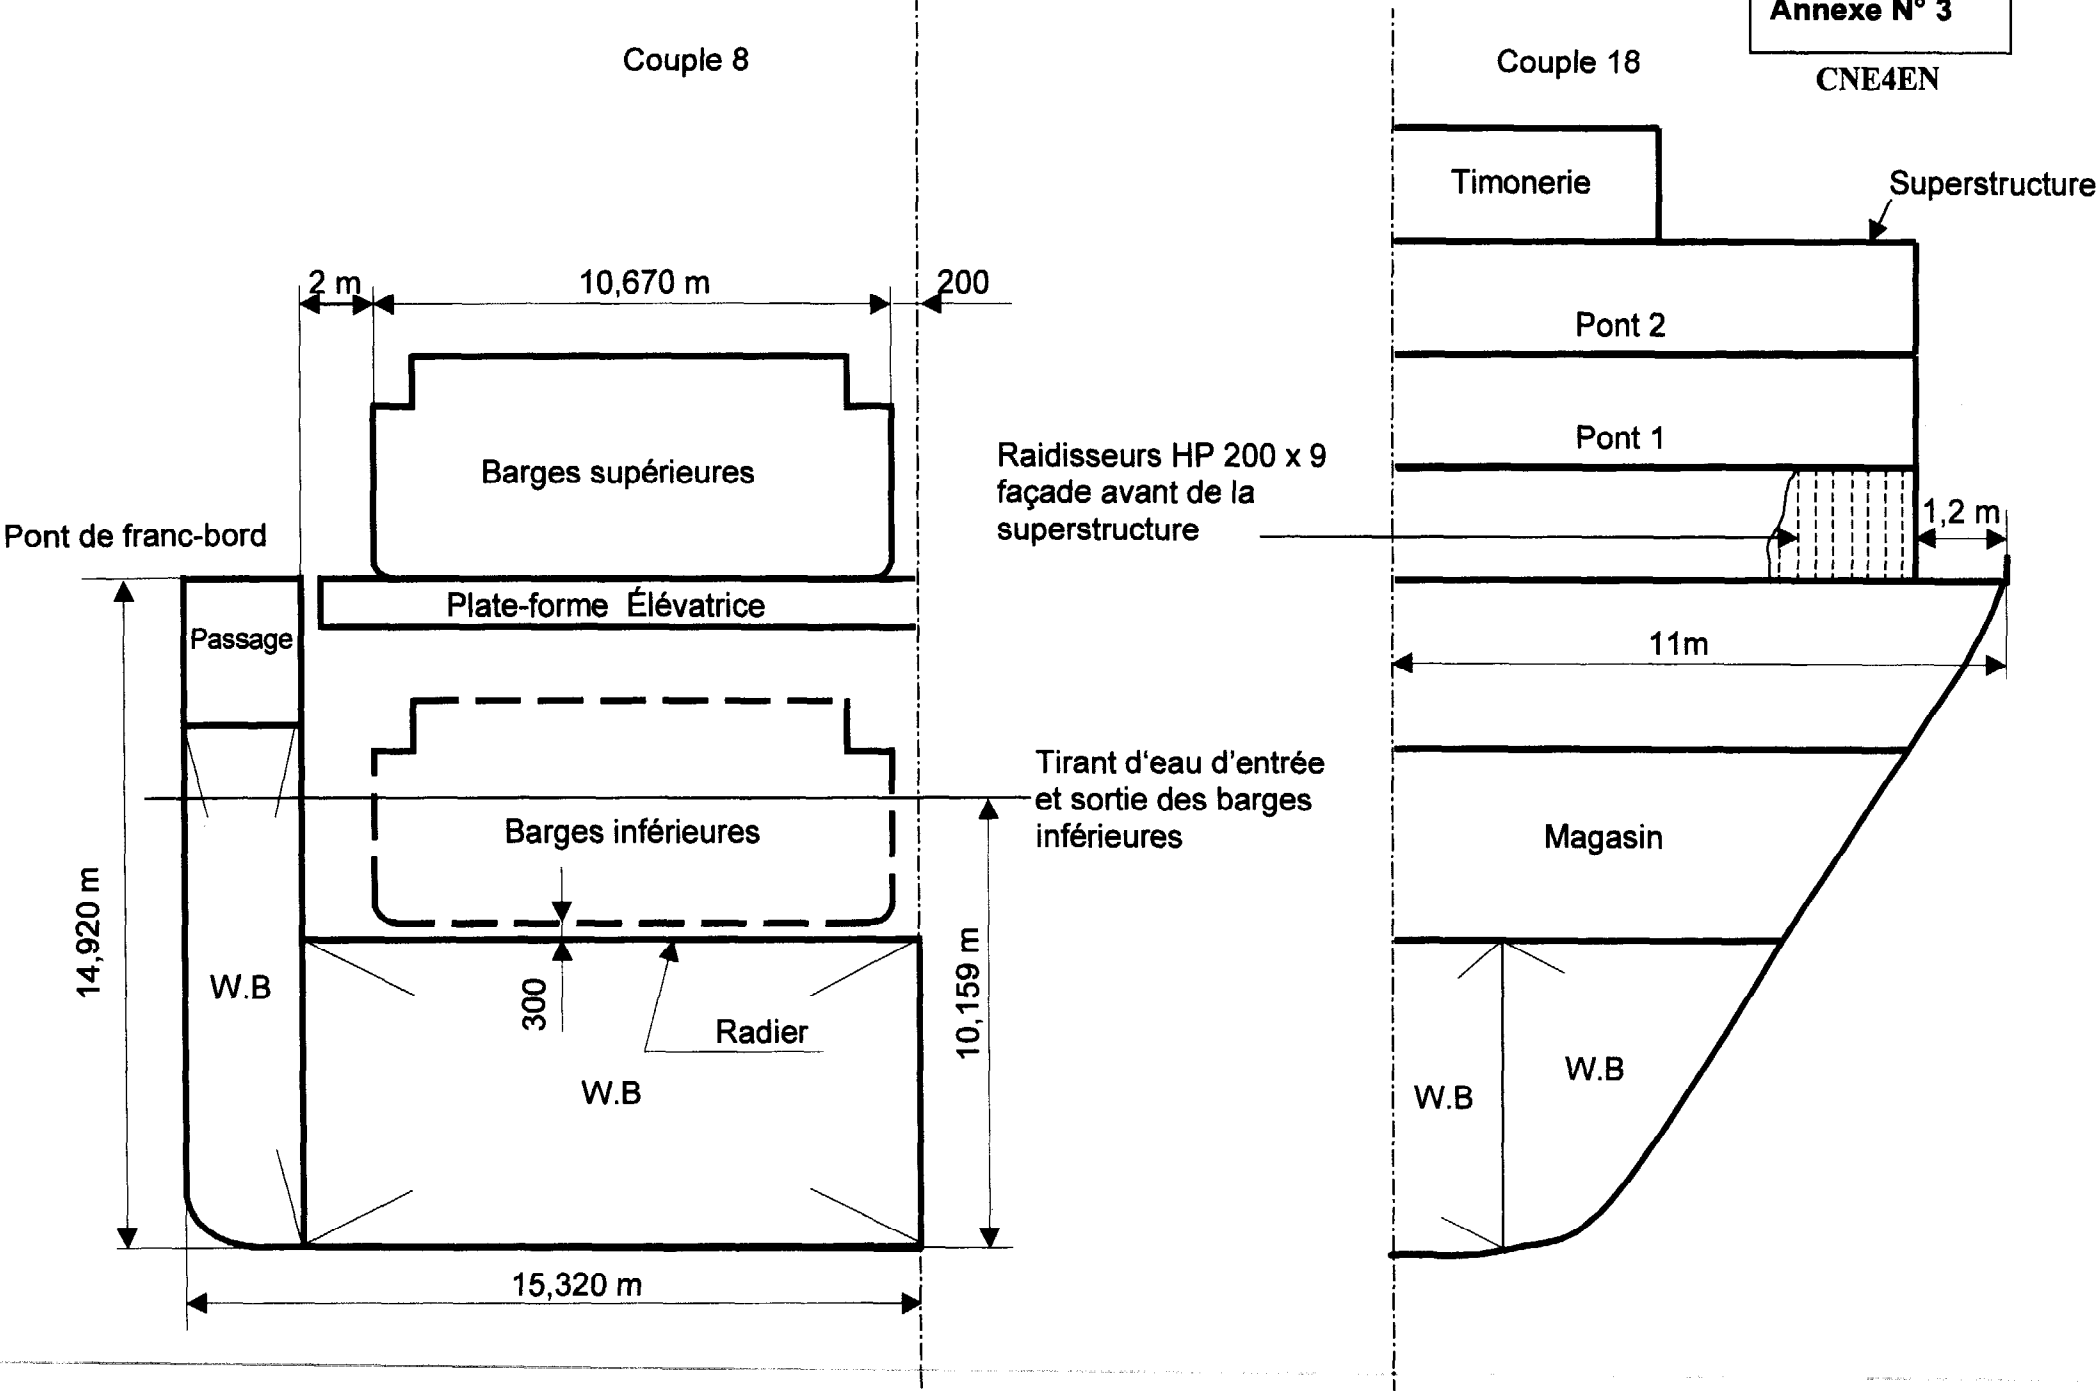 Annexe N° 3
CNE4EN
Couple 8
Couple 18
Timonerie
Superstructure
2 m
10,670 m
200
Pont 2
Pont 1
Barges supérieures
Raidisseurs HP 200 x 9
façade avant de la
superstructure
1,2 m
Pont de franc-bord
Plate-forme Élévatrice
Passage
11m
Tirant d'eau d'entrée
et sortie des barges
inférieures
Barges inférieures
Magasin
14,920 m
W.B
300
Radier
10,159 m
W.B
W.B
W.B
15,320 m